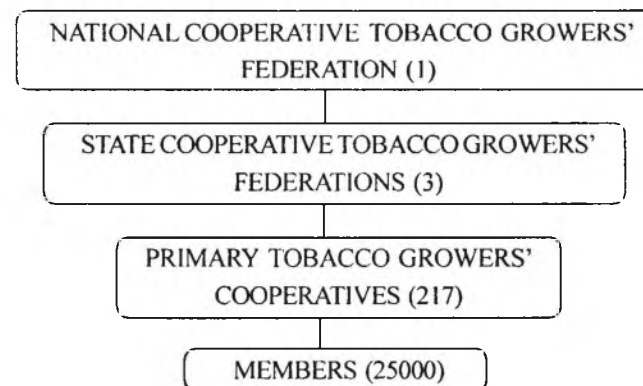 NATIONAL COOPERATIVE TOBACCO GROWERS'
FEDERATION (1)
STATE COOPERATIVE TOBACCO GROWERS'
FEDERATIONS (3)
PRIMARY TOBACCO GROWERS'
COOPERATIVES (217)
MEMBERS (25000)